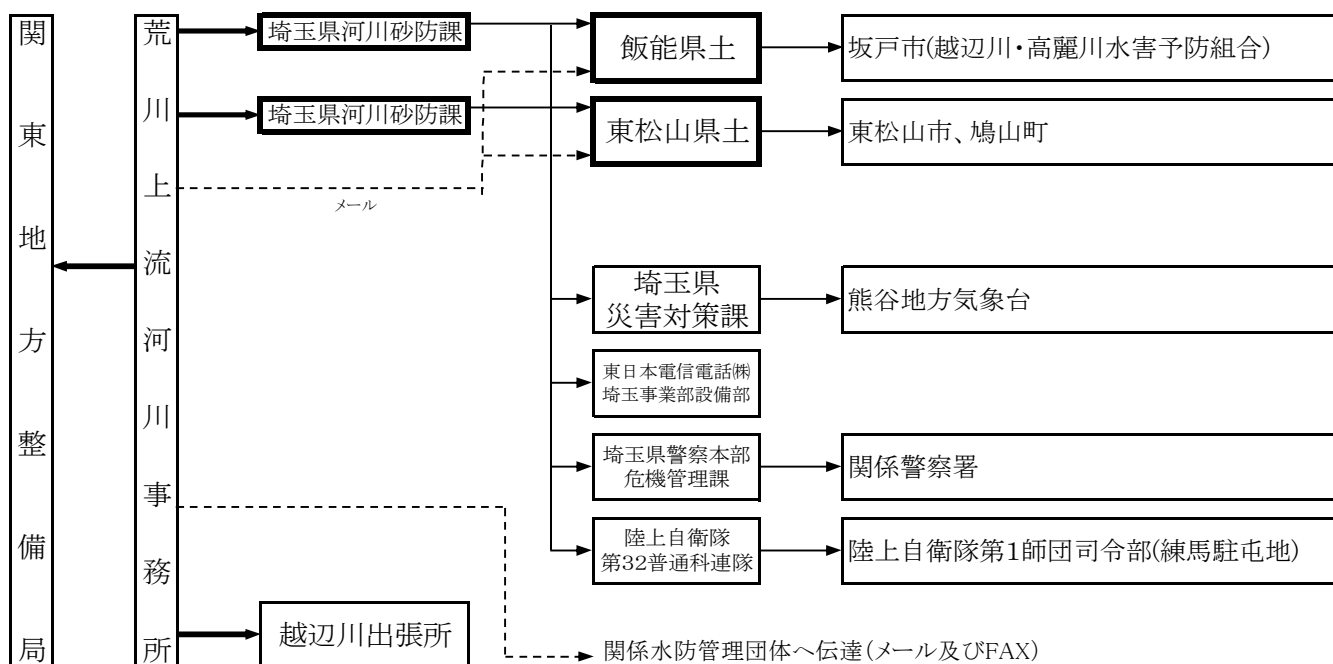 関東地方整備局
荒川上流河川事務所
埼玉県河川砂防課
飯能県土
坂戸市(越辺川・高麗川水害予防組合)
埼玉県河川砂防課
東松山県土
東松山市、鳩山町
メール
埼玉県
災害対策課
熊谷地方気象台
東日本電信電話㈱
埼玉事業部設備部
埼玉県警察本部
危機管理課
関係警察署
陸上自衛隊
第32普通科連隊
陸上自衛隊第1師団司令部(練馬駐屯地)
越辺川出張所
関係水防管理団体へ伝達(メール及びFAX)